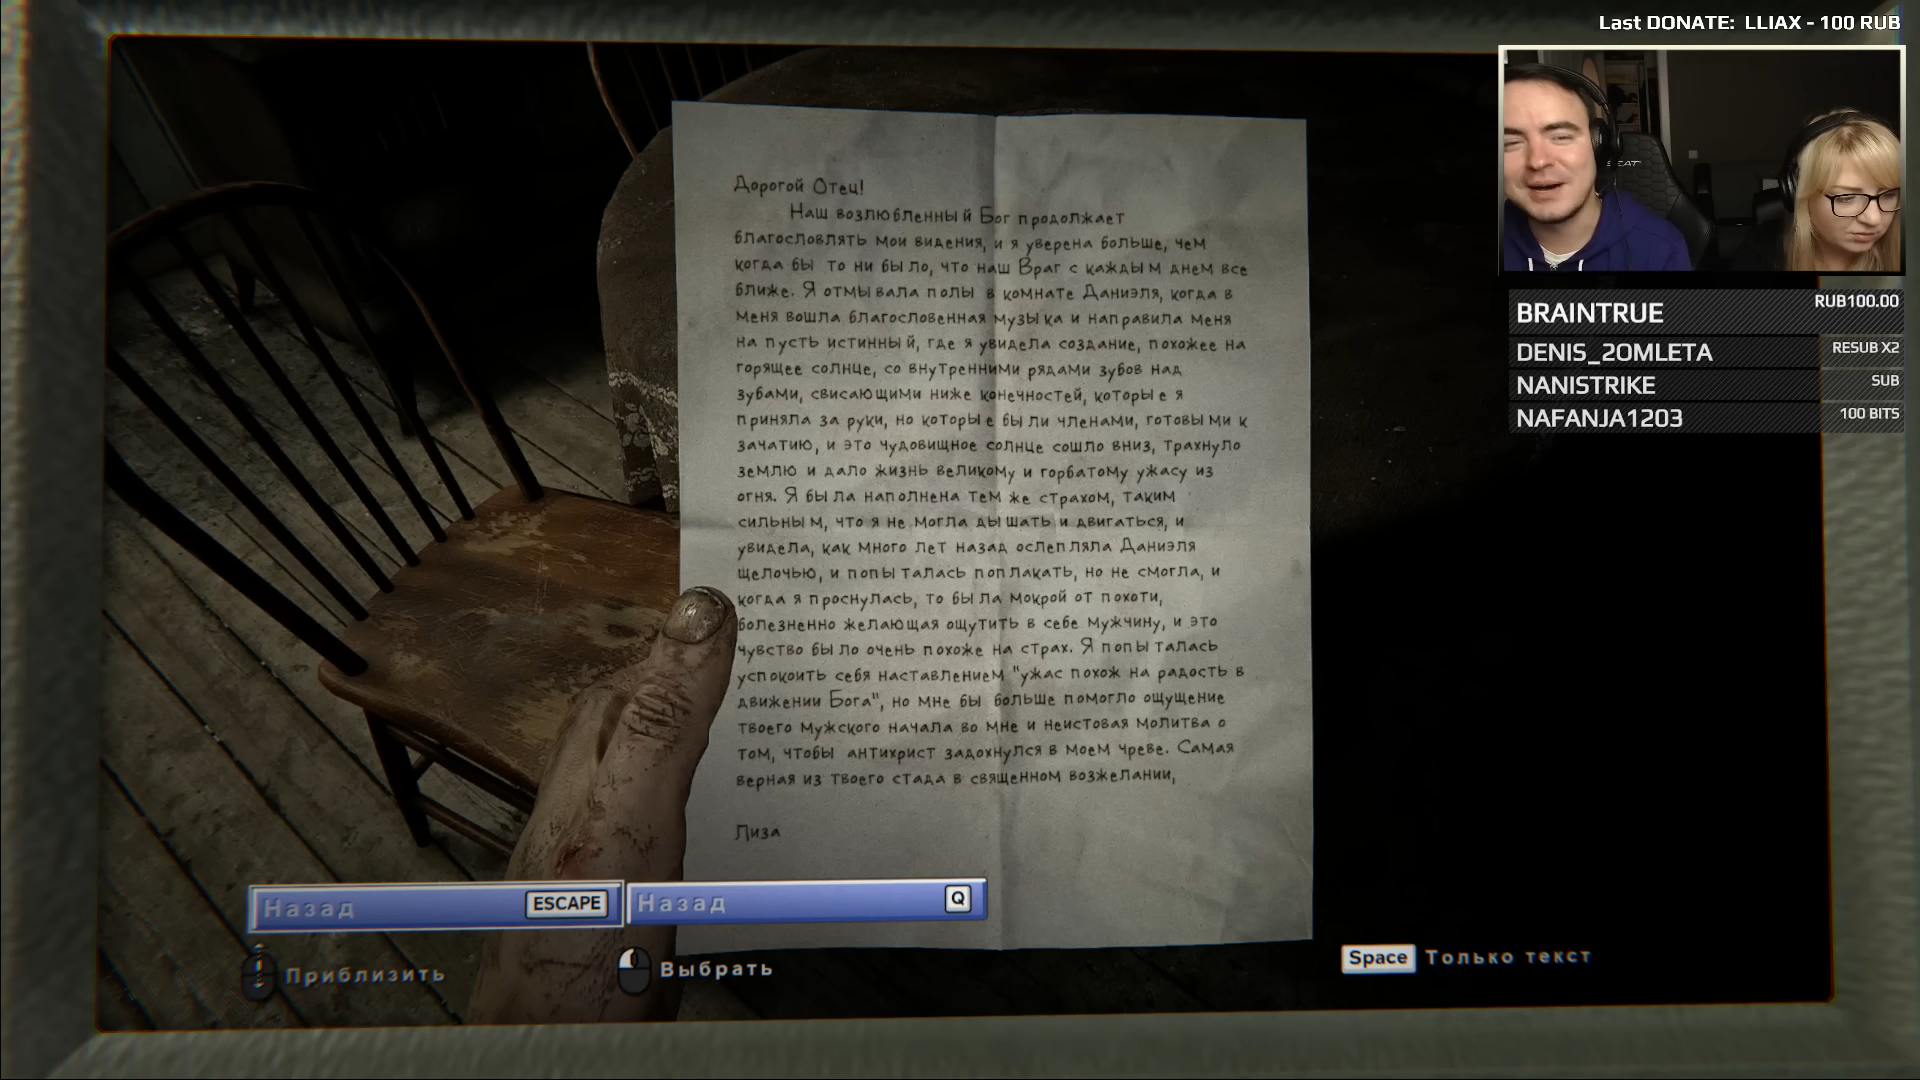 Last DONATE: LLIAX - 100 RUB
Дорогой Отец!
Наш возлюбленный Бог продолжает
благословлять мои видения, и я уверена больше, чем
когда бы то ни было, что наш Враг с каждым днем все
ближе. Я отмывала полы в комнате Даниэля, когда в
меня вошла благословенная музыка и направила меня
на пусть истинный, где я увидела создание, похожее на
горящее солнце, со внутренними рядами зубов над
зубами, свисающими ниже конечностей, которые я
приняла за руки, но которые были членами, готовыми к
зачатию, и это чудовищное солнце сошло вниз, трахнуло
землю и дало жизнь великому и горбатому ужасу из
огня. Я была наполнена тем же страхом, таким
сильным, что я не могла дышать и двигаться, и
увидела, как много лет назад ослепляла Даниэля
щелочью, и попыталась поплакать, но не смогла, и
когда я проснулась, то была мокрой от похоти,
болезненно желающая ощутить в себе мужчину, и это
чувство было очень похоже на страх. Я попыталась
успокоить себя наставлением "ужас похож на радость в
движении Бога", но мне бы больше помогло ощущение
твоего мужского начала во мне и неистовая молитва о
том, чтобы антихрист задохнулся в моем чреве. Самая
верная из твоего стада в священном возжелании,
Лиза
BRAINTRUE RUB100.00
DENIS_2OMLETA RESUB X2
NANISTRIKE SUB
NAFANJA1203 100 BITS
Назад ESCAPE Назад Q
Приблизить Выбрать Space Только текст